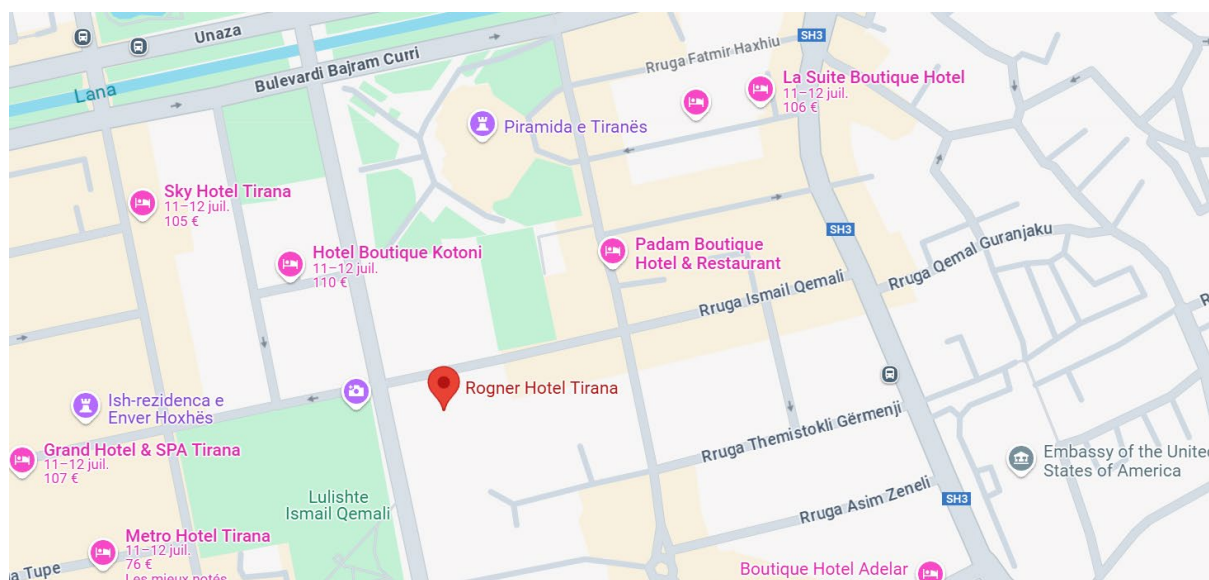 Unaza
Bulevardi Bajram Curri
Lana
Rruga Fatmir Haxhiu
SH3
La Suite Boutique Hotel
11–12 juil.
106 €
Piramida e Tiranës
Sky Hotel Tirana
11–12 juil.
105 €
Hotel Boutique Kotoni
11–12 juil.
110 €
Padam Boutique
Hotel & Restaurant
SH3
Rruga Qemal Guranjaku
Rruga Ismail Qemali
Rogner Hotel Tirana
Ish-rezidenca e
Enver Hoxhës
Grand Hotel & SPA Tirana
11–12 juil.
107 €
Rruga Themistokli Gërmenji
Embassy of the United
States of America
Lulishte
Ismail Qemali
Rruga Asim Zeneli
SH3
Metro Hotel Tirana
11–12 juil.
76 €
Les mieux notés
a Tupe
Boutique Hotel Adelar